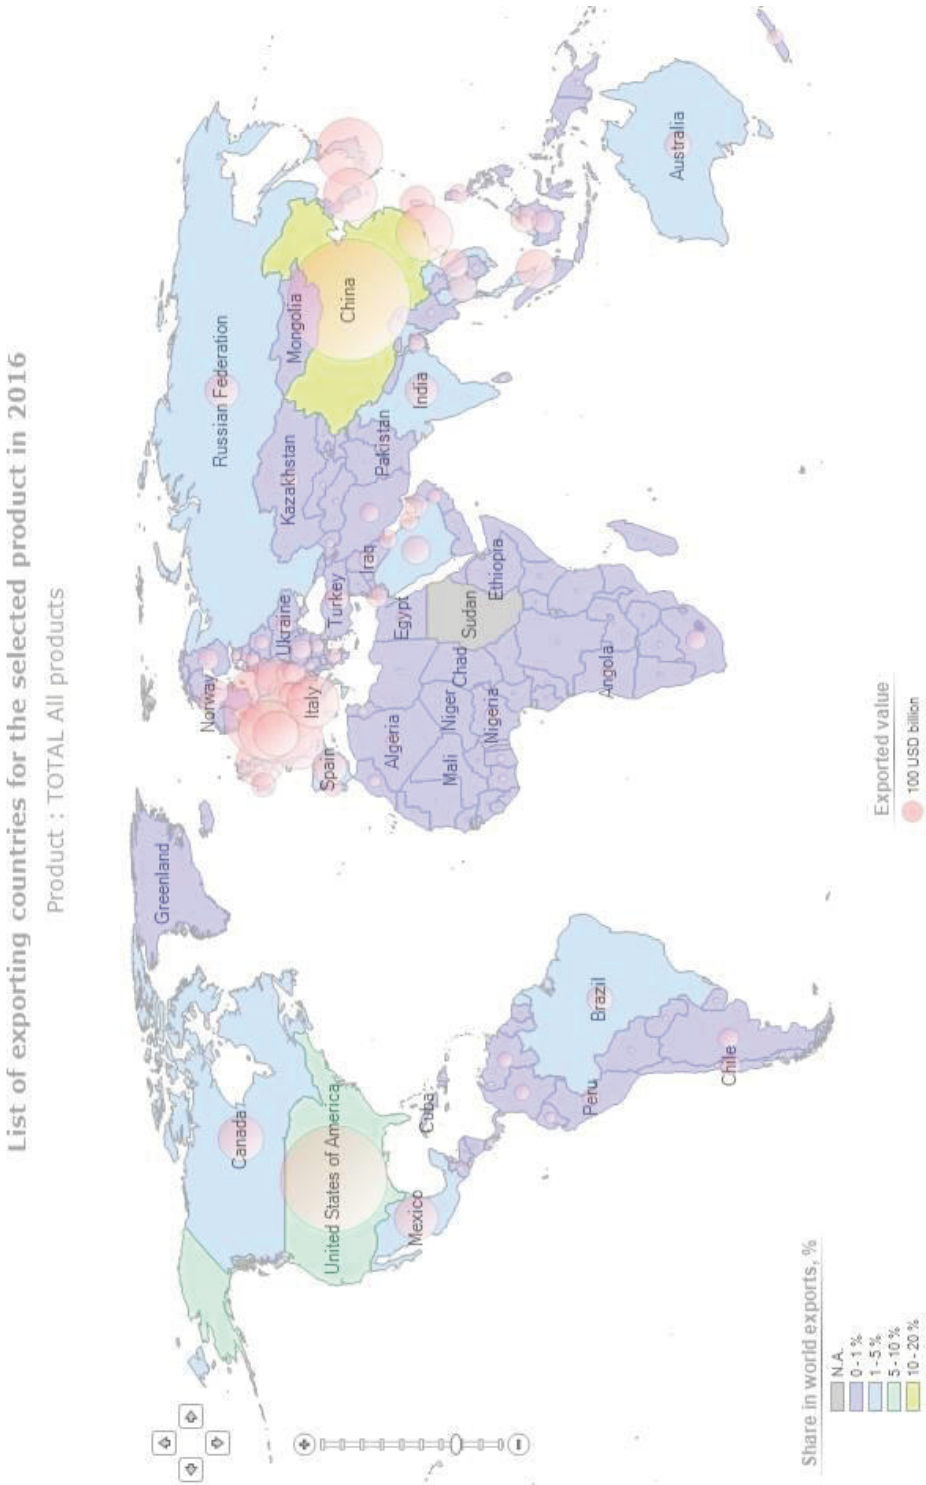 List of exporting countries for the selected product in 2016
Product : TOTAL All products
Greenland
Norway
Russian Federation
Canada
Ukraine
Kazakhstan
Mongolia
United States of America
Spain
Italy
Turkey
China
Iraq
Pakistan
Algeria
Egypt
India
Mexico
Cuba
Mali
Niger
Chad
Sudan
Nigeria
Ethiopia
Peru
Brazil
Angola
Australia
Chile
Share in world exports, %
N.A.
0 - 1 %
1 - 5 %
5 - 10 %
10 - 20 %
Exported value
100 USD billion